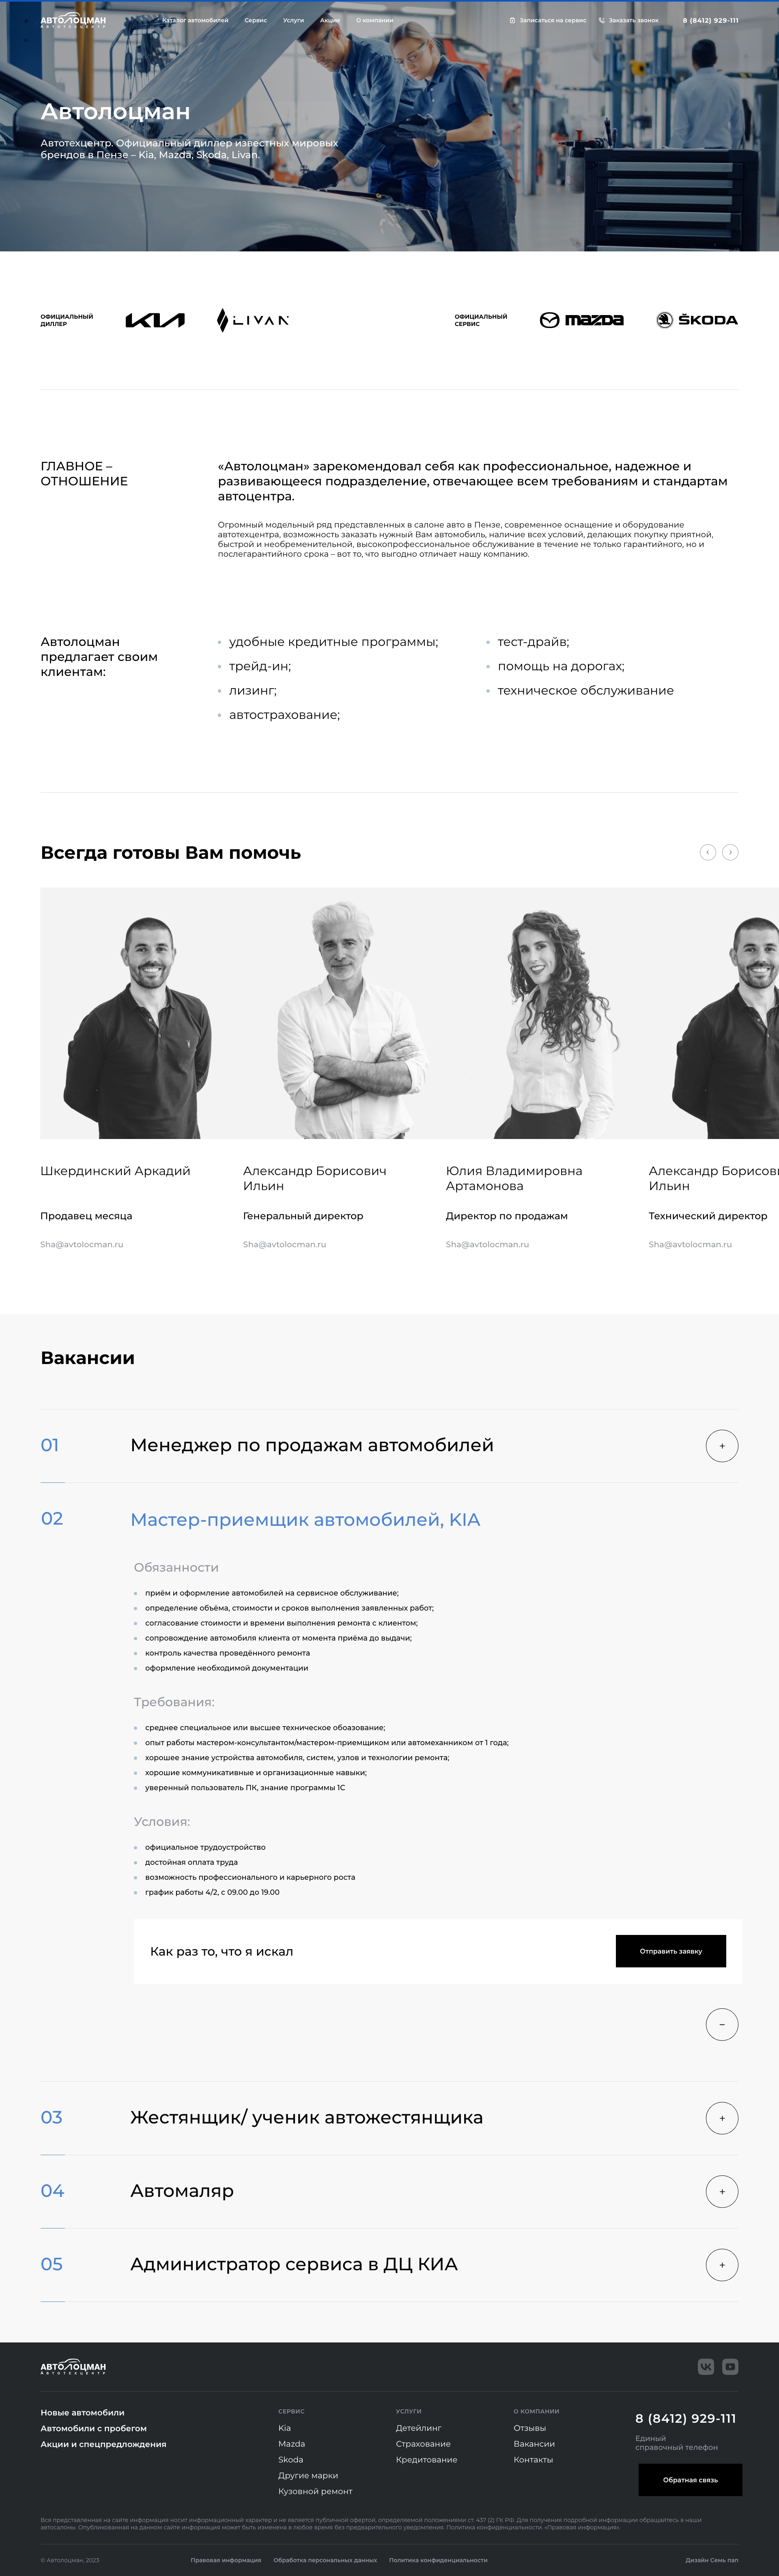 АВТОЛОЦМАН
АВТОТЕХЦЕНТР
Каталог автомобилей
Сервис
Услуги
Акции
О компании
Записаться на сервис
Заказать звонок
8 (8412) 929-111
Автолоцман
Автотехцентр. Официальный диллер известных мировых
брендов в Пензе – Kia, Mazda, Skoda, Livan.
ОФИЦИАЛЬНЫЙ
ДИЛЛЕР
KIA
LIVAN
ОФИЦИАЛЬНЫЙ
СЕРВИС
mazda
ŠKODA
ГЛАВНОЕ –
ОТНОШЕНИЕ
«Автолоцман» зарекомендовал себя как профессиональное, надежное и
развивающееся подразделение, отвечающее всем требованиям и стандартам
автоцентра.
Огромный модельный ряд представленных в салоне авто в Пензе, современное оснащение и оборудование
автотехцентра, возможность заказать нужный Вам автомобиль, наличие всех условий, делающих покупку приятной,
быстрой и необременительной, высокопрофессиональное обслуживание в течение не только гарантийного, но и
послегарантийного срока – вот то, что выгодно отличает нашу компанию.
Автолоцман
предлагает своим
клиентам:
удобные кредитные программы;
трейд-ин;
лизинг;
автострахование;
тест-драйв;
помощь на дорогах;
техническое обслуживание
Всегда готовы Вам помочь
Шкердинский Аркадий
Продавец месяца
Sha@avtolocman.ru
Александр Борисович
Ильин
Генеральный директор
Sha@avtolocman.ru
Юлия Владимировна
Артамонова
Директор по продажам
Sha@avtolocman.ru
Александр Борисови
Ильин
Технический директор
Sha@avtolocman.ru
Вакансии
01
Менеджер по продажам автомобилей
+
02
Мастер-приемщик автомобилей, KIA
Обязанности
приём и оформление автомобилей на сервисное обслуживание;
определение объёма, стоимости и сроков выполнения заявленных работ;
согласование стоимости и времени выполнения ремонта с клиентом;
сопровождение автомобиля клиента от момента приёма до выдачи;
контроль качества проведённого ремонта
оформление необходимой документации
Требования:
среднее специальное или высшее техническое обоазование;
опыт работы мастером-консультантом/мастером-приемщиком или автомеханником от 1 года;
хорошее знание устройства автомобиля, систем, узлов и технологии ремонта;
хорошие коммуникативные и организационные навыки;
уверенный пользователь ПК, знание программы 1С
Условия:
официальное трудоустройство
достойная оплата труда
возможность профессионального и карьерного роста
график работы 4/2, с 09.00 до 19.00
Как раз то, что я искал
Отправить заявку
–
03
Жестянщик/ ученик автожестянщика
+
04
Автомаляр
+
05
Администратор сервиса в ДЦ КИА
+
АВТОЛОЦМАН
АВТОТЕХЦЕНТР
Новые автомобили
Автомобили с пробегом
Акции и спецпредложения
СЕРВИС
Kia
Mazda
Skoda
Другие марки
Кузовной ремонт
УСЛУГИ
Детейлинг
Страхование
Кредитование
О КОМПАНИИ
Отзывы
Вакансии
Контакты
8 (8412) 929-111
Единый
справочный телефон
Обратная связь
Вся представленная на сайте информация носит информационный характер и не является публичной офертой, определяемой положениями ст. 437 (2) ГК РФ. Для получения подробной информации обращайтесь в наши
автосалоны. Опубликованная на данном сайте информация может быть изменена в любое время без предварительного уведомления. Политика конфиденциальности. «Правовая информация».
© Автолоцман, 2023
Правовая информация
Обработка персональных данных
Политика конфиденциальности
Дизайн Семь пап